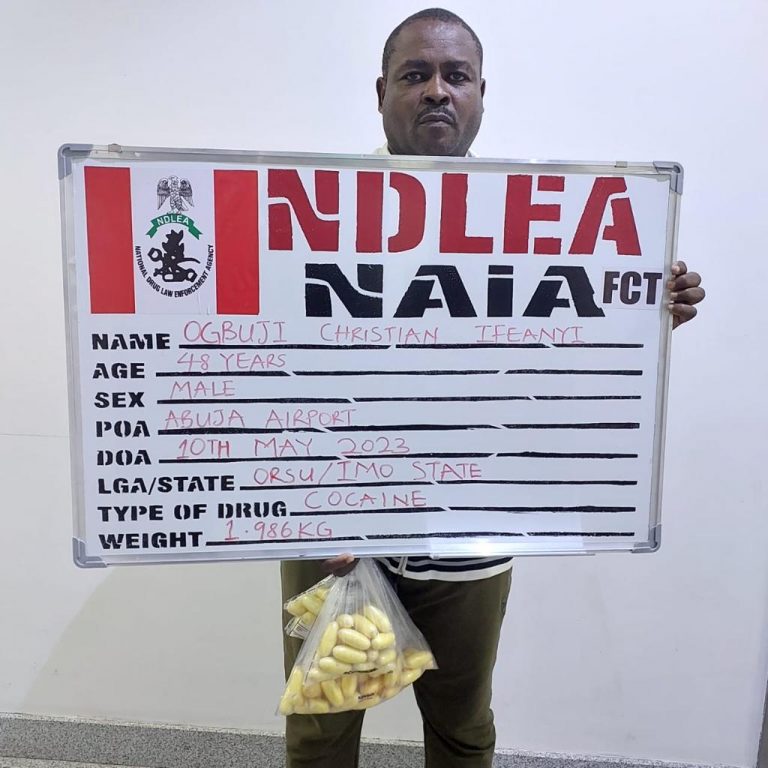 NDLEA
NDLEA
NATIONAL DRUG LAW ENFORCEMENT AGENCY
NAiA FCT
NAME OGBUJI CHRISTIAN IFEANYI
AGE 48 YEARS
SEX MALE
POA ABUJA AIRPORT
DOA 10TH MAY 2023
LGA/STATE ORSU/IMO STATE
TYPE OF DRUG COCAINE
WEIGHT 1.986KG